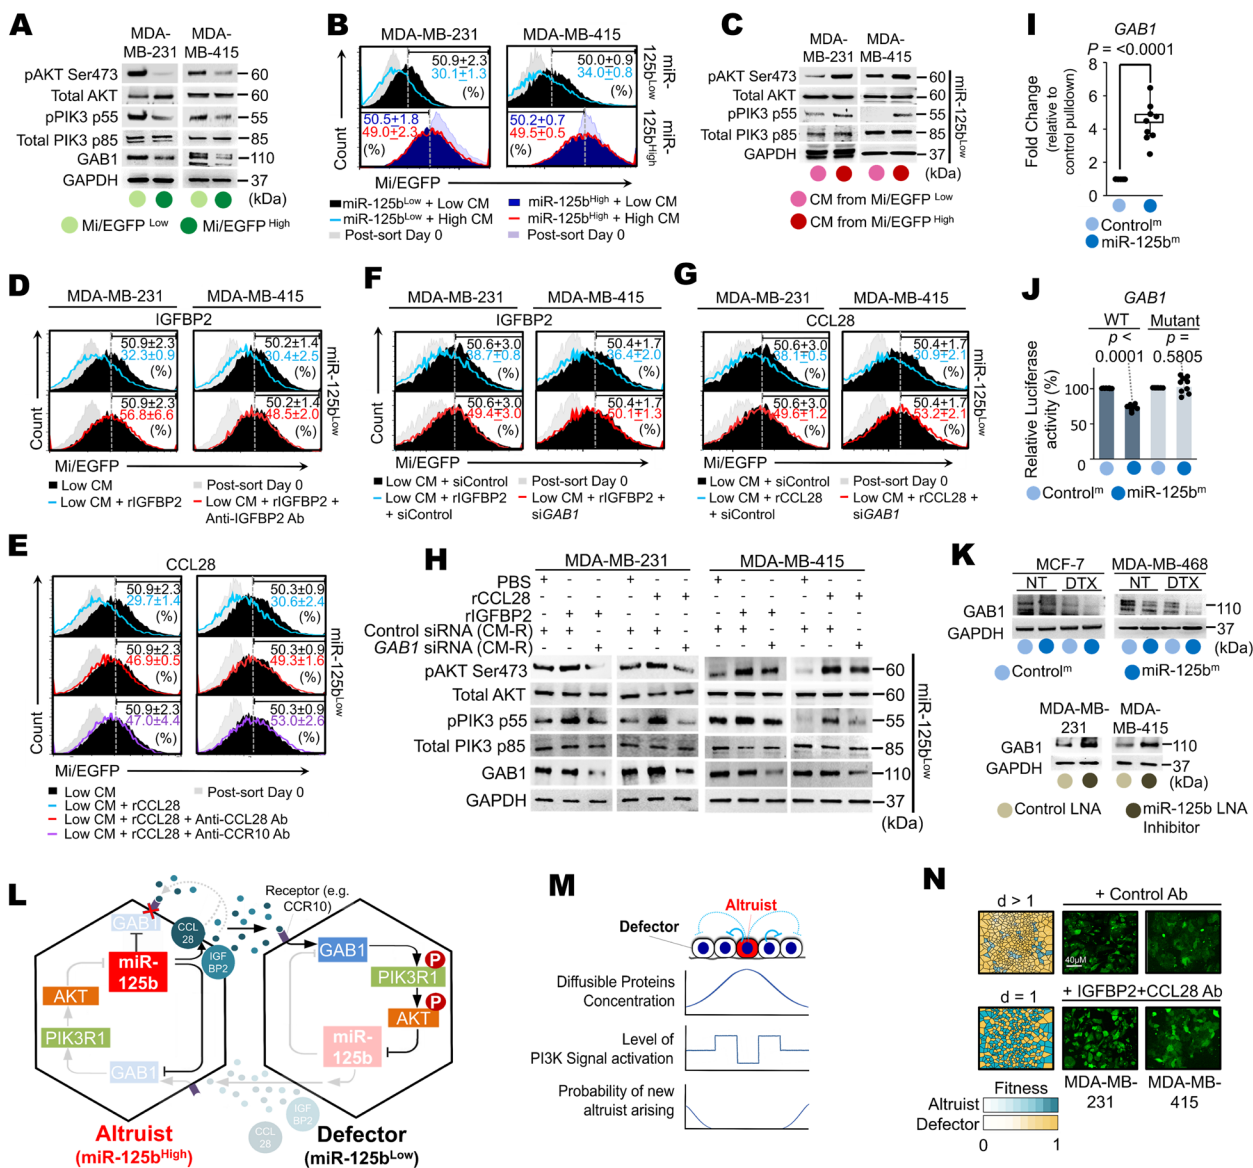 A
MDA-MB-231
MDA-MB-415
pAKT Ser473
60
Total AKT
60
pPIK3 p55
55
Total PIK3 p85
85
GAB1
110
GAPDH
37
(kDa)
Mi/EGFP Low
Mi/EGFP High
B
MDA-MB-231
MDA-MB-415
50.9±2.3
30.1±1.3
(%)
50.0±0.9
34.0±0.8
(%)
miR-125bLow
50.5±1.8
49.0±2.3
(%)
50.2±0.7
49.5±0.5
(%)
miR-125bHigh
Count
Mi/EGFP
miR-125bLow + Low CM
miR-125bLow + High CM
Post-sort Day 0
miR-125bHigh + Low CM
miR-125bHigh + High CM
Post-sort Day 0
C
MDA-MB-231
MDA-MB-415
pAKT Ser473
60
Total AKT
60
pPIK3 p55
55
Total PIK3 p85
85
GAPDH
37
(kDa)
miR-125bLow
CM from Mi/EGFP Low
CM from Mi/EGFP High
I
GAB1
P = <0.0001
Fold Change
(relative to
control pulldown)
8
6
4
2
0
Controlm
miR-125bm
D
MDA-MB-231
MDA-MB-415
IGFBP2
50.9±2.3
32.3±0.9
(%)
50.2±1.4
30.4±2.5
(%)
50.9±2.3
56.8±6.6
(%)
50.2±1.4
48.5±2.0
(%)
miR-125bLow
Count
Mi/EGFP
Low CM
Low CM + rIGFBP2
Post-sort Day 0
Low CM + rIGFBP2 +
Anti-IGFBP2 Ab
F
MDA-MB-231
MDA-MB-415
IGFBP2
50.6±3.0
38.7±0.8
(%)
50.4±1.7
36.4±2.0
(%)
50.6±3.0
49.4±3.0
(%)
50.4±1.7
50.1±1.3
(%)
Count
Mi/EGFP
Low CM + siControl
Low CM + rIGFBP2
+ siControl
Post-sort Day 0
Low CM + rIGFBP2 +
siGAB1
G
MDA-MB-231
MDA-MB-415
CCL28
50.6±3.0
38.1±0.5
(%)
50.4±1.7
30.9±2.1
(%)
50.6±3.0
49.6±1.2
(%)
50.4±1.7
53.2±2.1
(%)
miR-125bLow
Mi/EGFP
Low CM + siControl
Low CM + rCCL28
+ siControl
Post-sort Day 0
Low CM + rCCL28 +
siGAB1
J
GAB1
WT
Mutant
p <
0.0001
p =
0.5805
Relative Luciferase
activity (%)
100
50
0
Controlm
miR-125bm
E
CCL28
50.9±2.3
29.7±1.4
(%)
50.3±0.9
30.6±2.4
(%)
50.9±2.3
46.9±0.5
(%)
50.3±0.9
49.3±1.6
(%)
50.9±2.3
47.0±4.4
(%)
50.3±0.9
53.0±2.6
(%)
miR-125bLow
Count
Mi/EGFP
Low CM
Post-sort Day 0
Low CM + rCCL28
Low CM + rCCL28 + Anti-CCL28 Ab
Low CM + rCCL28 + Anti-CCR10 Ab
H
MDA-MB-231
MDA-MB-415
PBS + - - + - - + - - + - -
rCCL28 - - - - + + - - - - + +
rIGFBP2 - + + - - - - + + - - -
Control siRNA (CM-R) + + - + + - + + - + + -
GAB1 siRNA (CM-R) - - + - - + - - + - - +
pAKT Ser473
60
Total AKT
60
pPIK3 p55
55
Total PIK3 p85
85
GAB1
110
GAPDH
37
(kDa)
miR-125bLow
K
MCF-7
MDA-MB-468
NT DTX
NT DTX
GAB1
110
GAPDH
37
(kDa)
Controlm
miR-125bm
MDA-MB-231
MDA-MB-415
GAB1
110
GAPDH
37
(kDa)
Control LNA
miR-125b LNA
Inhibitor
L
GAB1
CCL
28
IGF
BP2
miR-
125b
AKT
PIK3R1
GAB1
Receptor (e.g.
CCR10)
GAB1
P
PIK3R1
P
AKT
miR-
125b
IGF
BP2
CCL
28
Altruist
(miR-125bHigh)
Defector
(miR-125bLow)
M
Altruist
Defector
Diffusible Proteins
Concentration
Level of
PI3K Signal activation
Probability of new
altruist arising
N
d > 1
+ Control Ab
40µM
d = 1
+ IGFBP2+CCL28 Ab
Fitness
Altruist
Defector
0 1
MDA-MB-
231
MDA-MB-
415